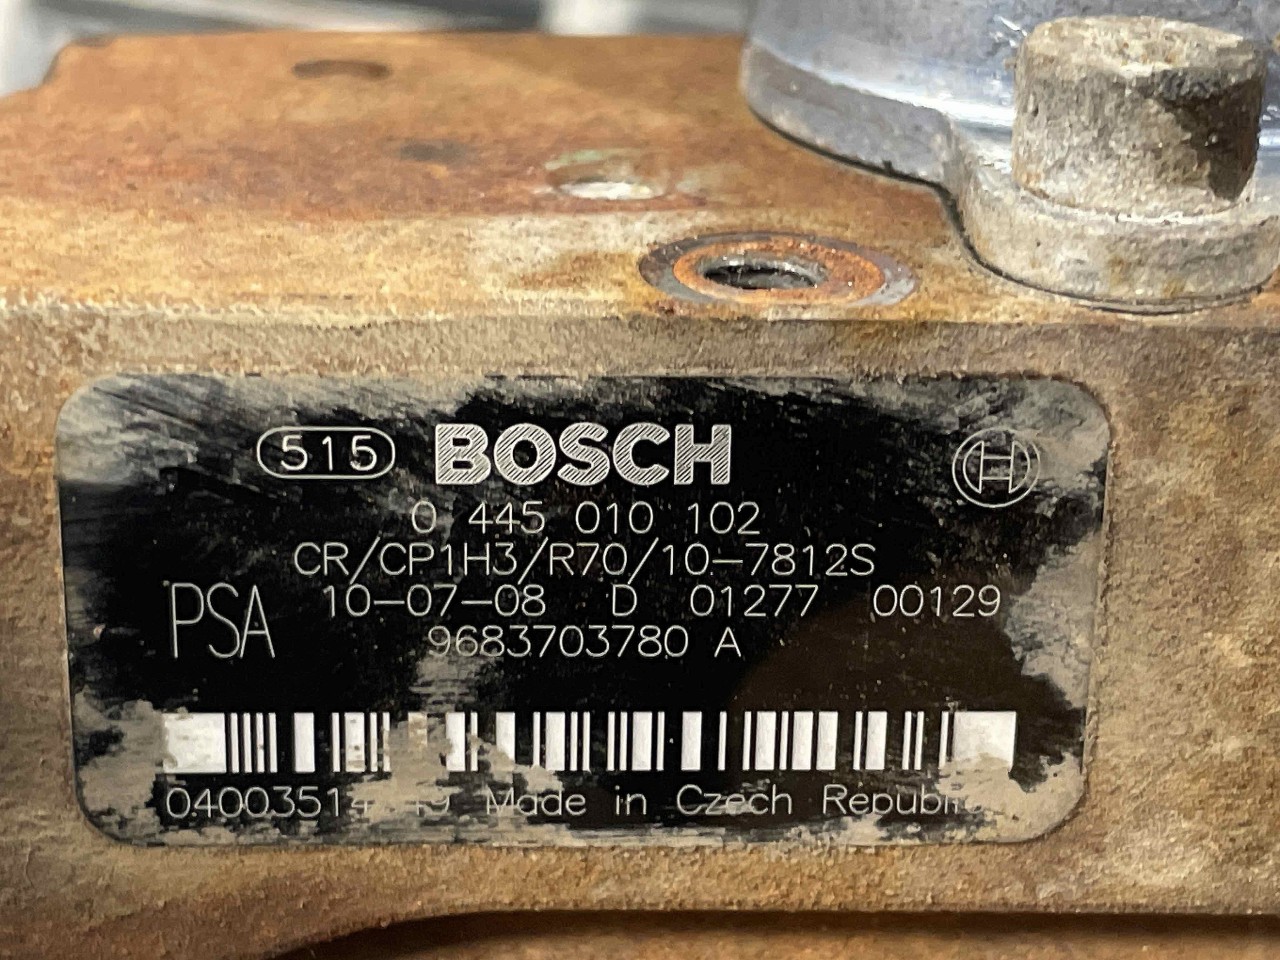 515 BOSCH
0 445 010 102
CR/CP1H3/R70/10-7812S
PSA 10-07-08 D 01277 00129
9683703780 A
Made in Czech